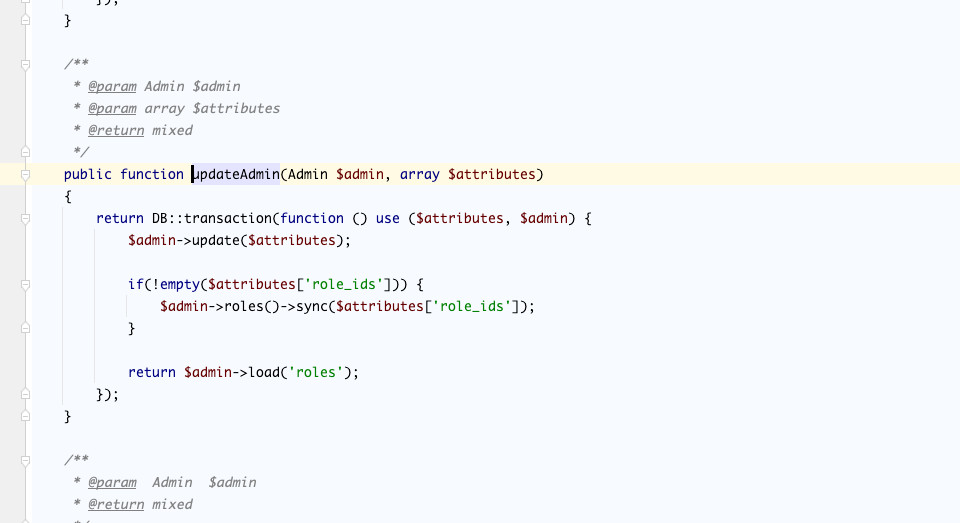 });
}
/**
* @param Admin $admin
* @param array $attributes
* @return mixed
*/
public function updateAdmin(Admin $admin, array $attributes)
{
return DB::transaction(function () use ($attributes, $admin) {
$admin->update($attributes);
if(!empty($attributes['role_ids'])) {
$admin->roles()->sync($attributes['role_ids']);
}
return $admin->load('roles');
});
}
/**
* @param  Admin  $admin
* @return mixed
*/